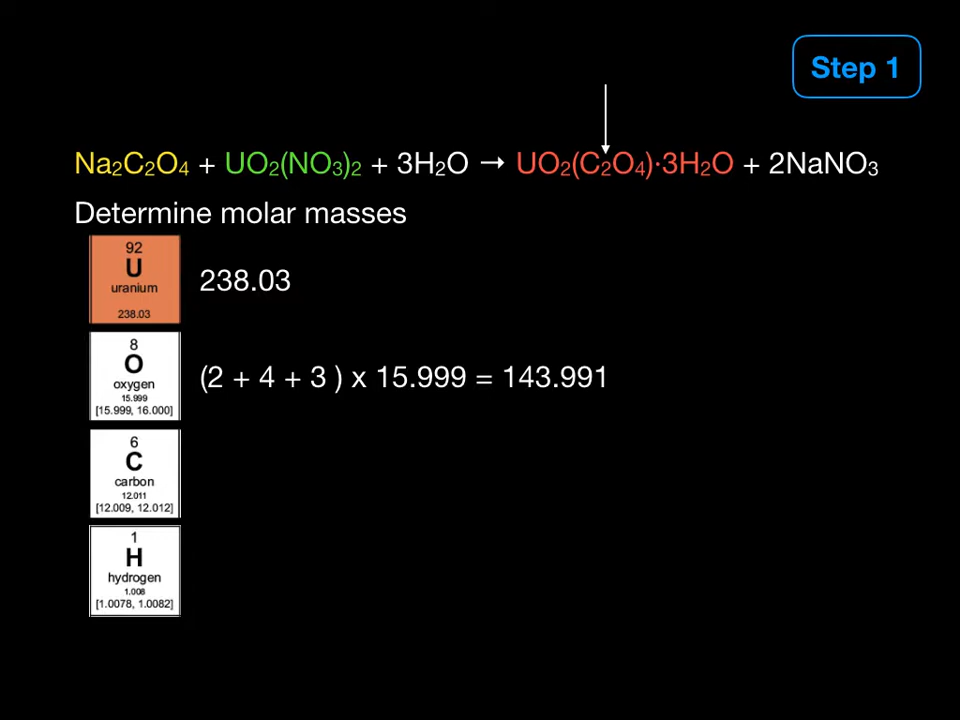 Step 1
Na₂C₂O₄ + UO₂(NO₃)₂ + 3H₂O → UO₂(C₂O₄)·3H₂O + 2NaNO₃
Determine molar masses
92
U
uranium
238.03
238.03
8
O
oxygen
15.999
[15.999, 16.000]
(2 + 4 + 3 ) x 15.999 = 143.991
6
C
carbon
12.011
[12.009, 12.012]
1
H
hydrogen
1.008
[1.0078, 1.0082]